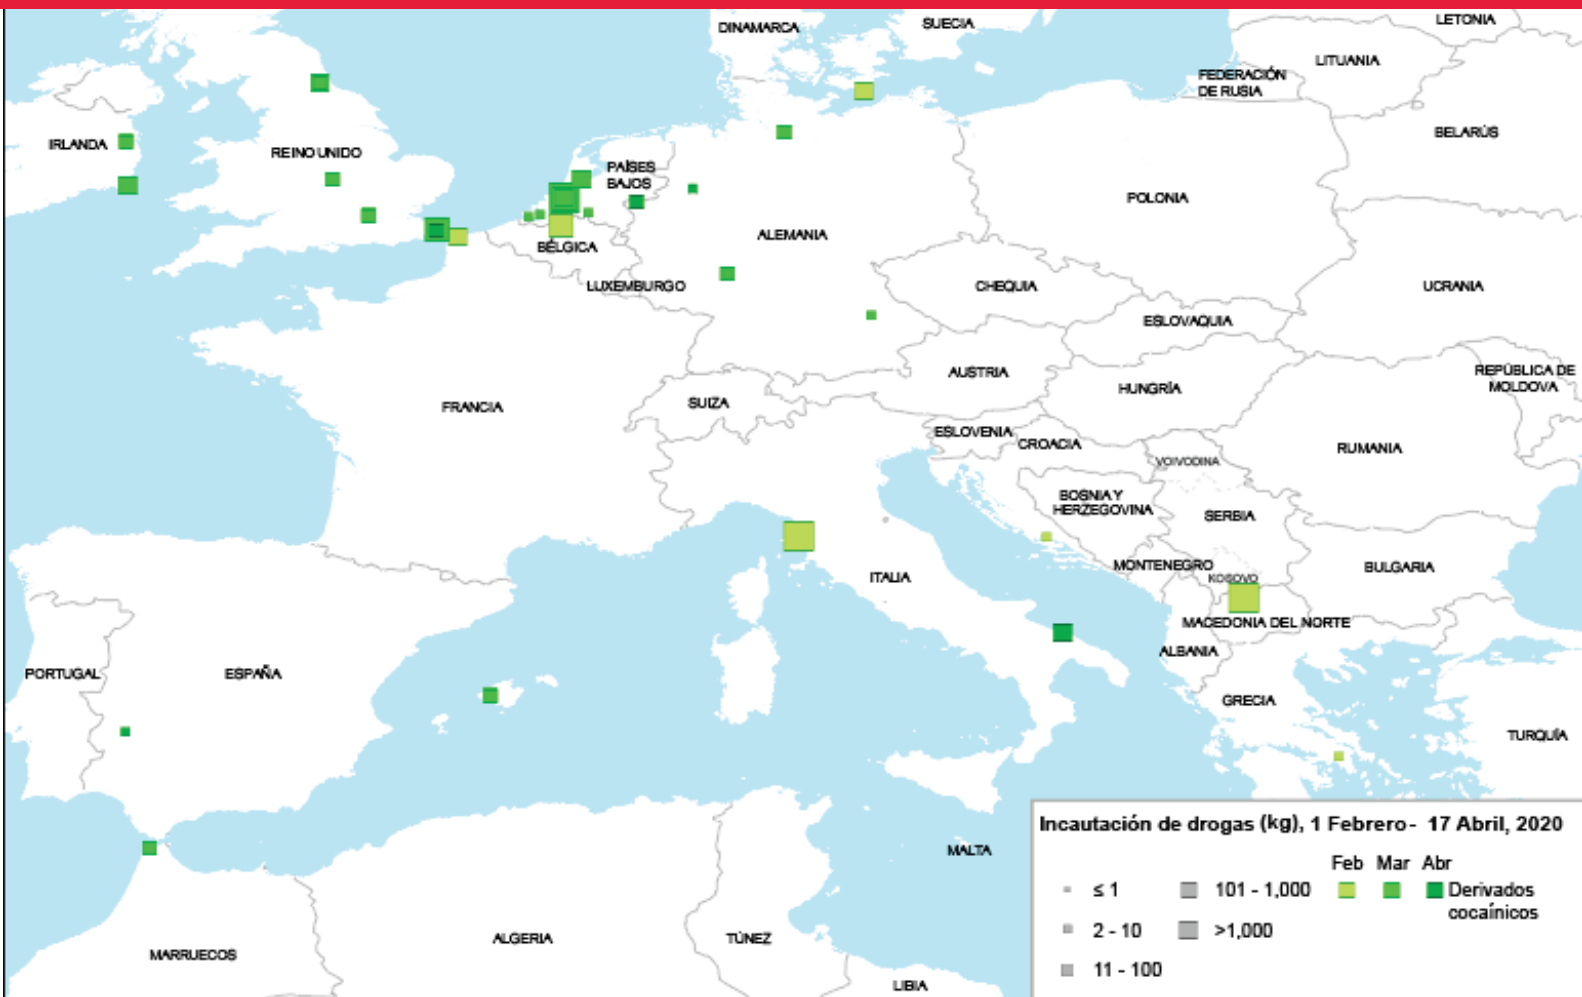 DINAMARCA
SUECIA
LETONIA
LITUANIA
FEDERACIÓN
DE RUSIA
BELARÚS
IRLANDA
REINO UNIDO
PAÍSES
BAJOS
POLONIA
ALEMANIA
BÉLGICA
LUXEMBURGO
CHEQUIA
UCRANIA
ESLOVAQUIA
AUSTRIA
HUNGRÍA
REPÚBLICA DE
MOLDOVA
FRANCIA
SUIZA
ESLOVENIA
CROACIA
VOIVODINA
RUMANIA
BOSNIA Y
HERZEGOVINA
SERBIA
MONTENEGRO
KOSOVO
BULGARIA
ITALIA
MACEDONIA DEL NORTE
ALBANIA
PORTUGAL
ESPAÑA
GRECIA
TURQUÍA
MALTA
MARRUECOS
ALGERIA
TÚNEZ
LIBIA
Incautación de drogas (kg), 1 Febrero - 17 Abril, 2020
Feb Mar Abr
≤ 1 101 - 1,000 Derivados
cocaínicos
2 - 10 >1,000
11 - 100